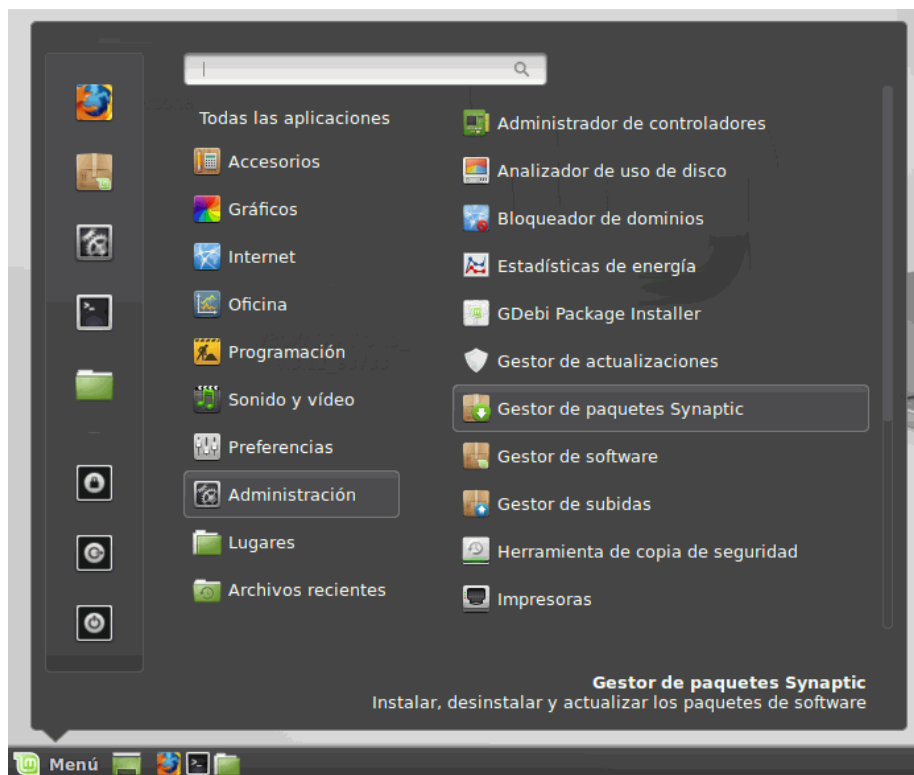 Todas las aplicaciones
Accesorios
Gráficos
Internet
Oficina
Programación
Sonido y vídeo
Preferencias
Administración
Lugares
Archivos recientes
Administrador de controladores
Analizador de uso de disco
Bloqueador de dominios
Estadísticas de energía
GDebi Package Installer
Gestor de actualizaciones
Gestor de paquetes Synaptic
Gestor de software
Gestor de subidas
Herramienta de copia de seguridad
Impresoras
Gestor de paquetes Synaptic
Instalar, desinstalar y actualizar los paquetes de software
Menú